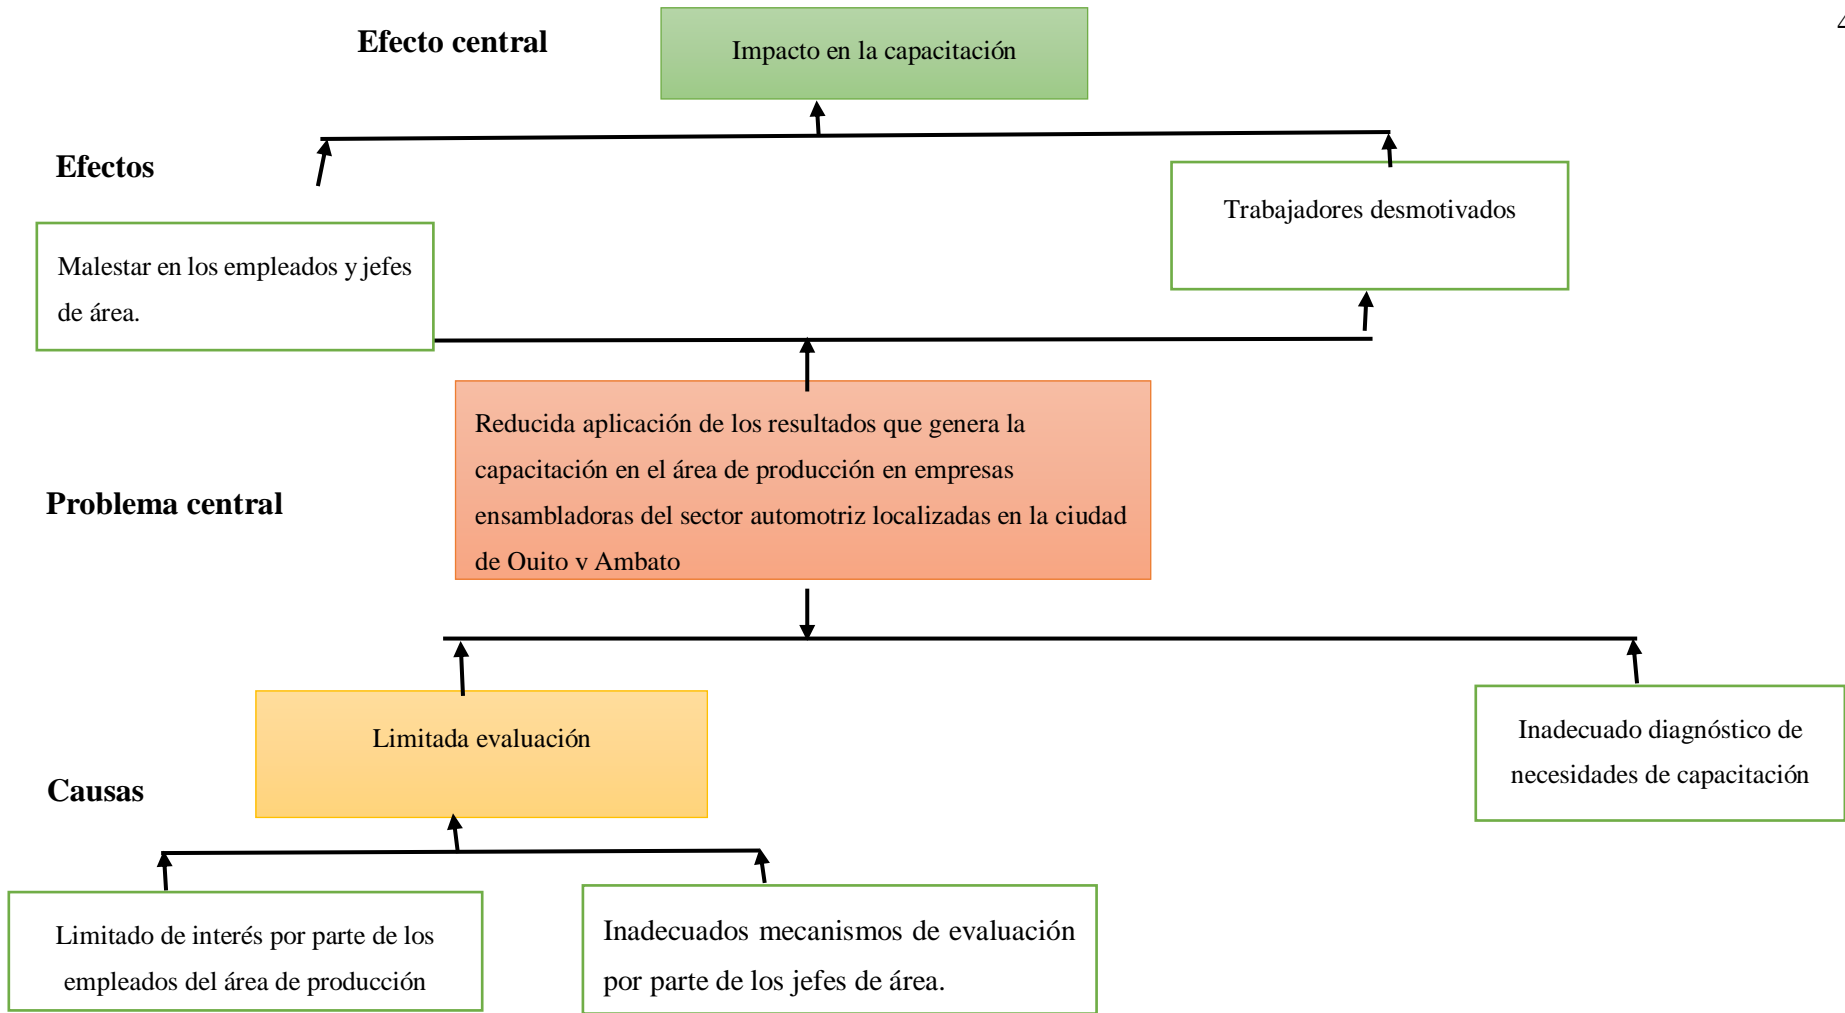 4
Efecto central
Impacto en la capacitación
Efectos
Trabajadores desmotivados
Malestar en los empleados y jefes
de área.
Reducida aplicación de los resultados que genera la
capacitación en el área de producción en empresas
Problema central
ensambladoras del sector automotriz localizadas en la ciudad
de Quito y Ambato
Limitada evaluación
Inadecuado diagnóstico de
necesidades de capacitación
Causas
Limitado de interés por parte de los
empleados del área de producción
Inadecuados mecanismos de evaluación
por parte de los jefes de área.